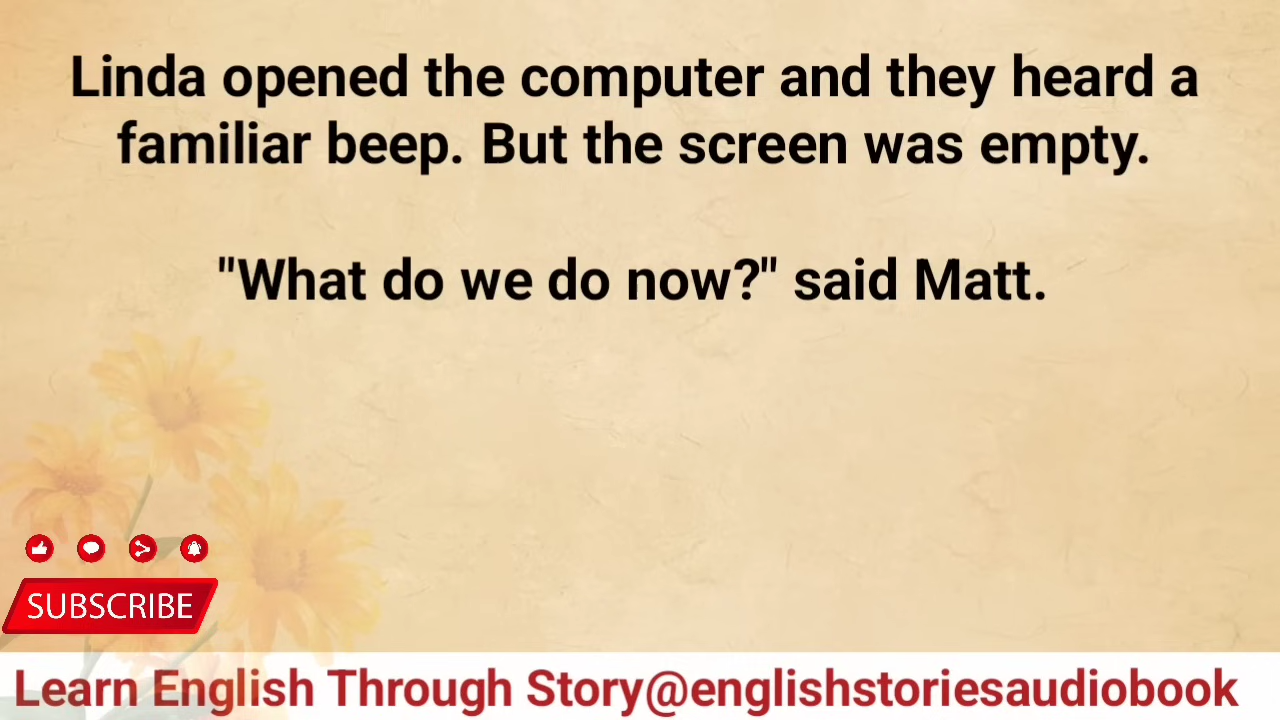 Linda opened the computer and they heard a
familiar beep. But the screen was empty.
"What do we do now?" said Matt.
SUBSCRIBE
Learn English Through Story@englishstoriesaudiobook